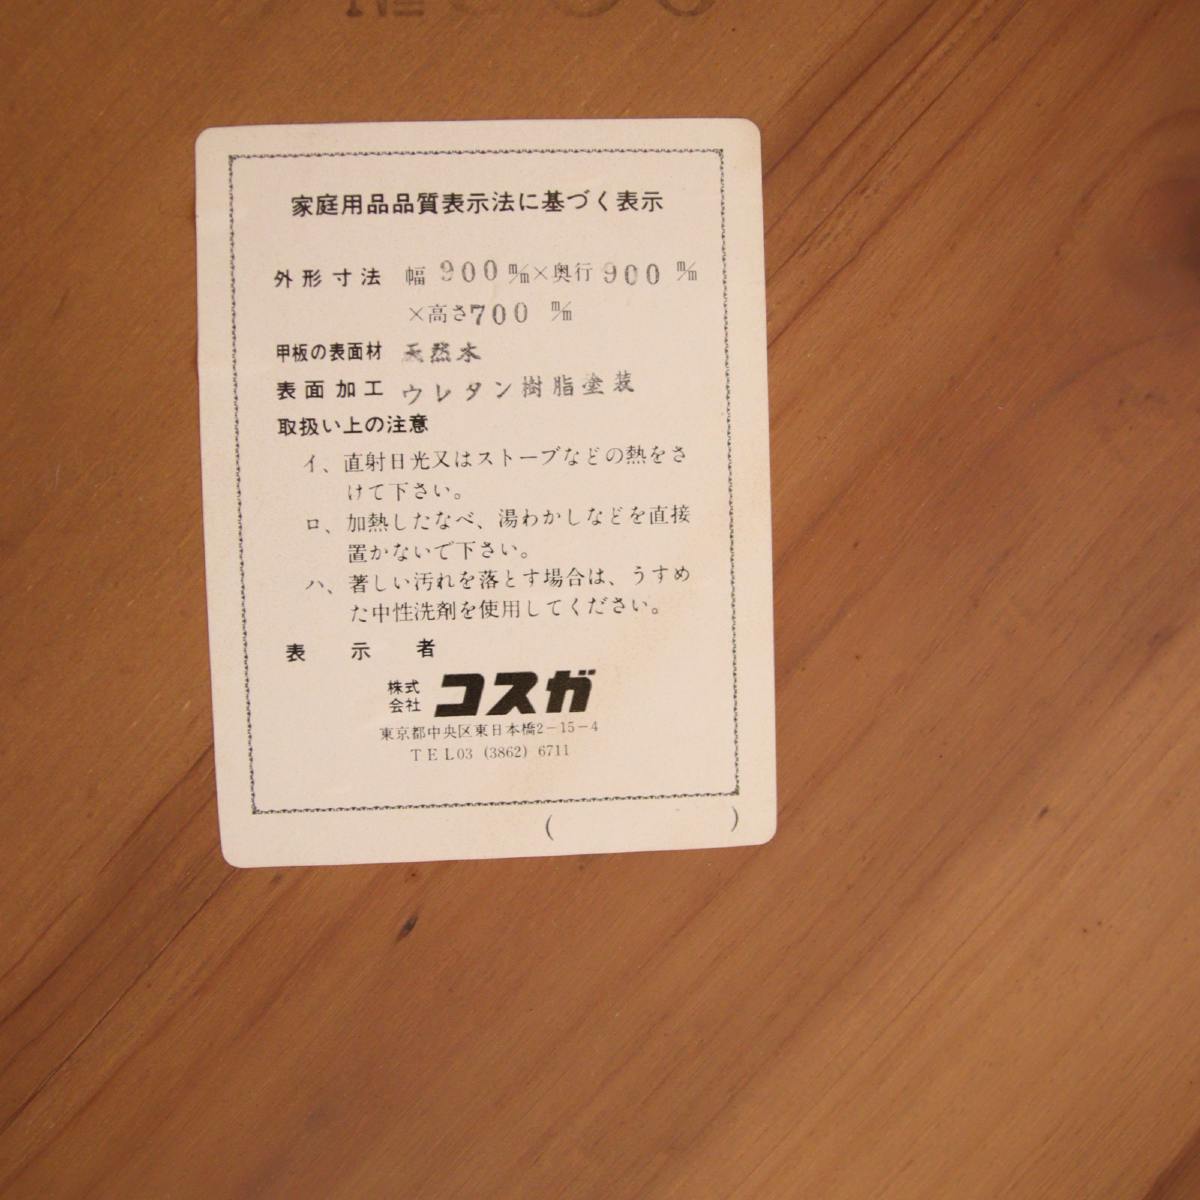 家庭用品品質表示法に基づく表示
外形寸法 幅 900 m/m×奥行 900 m/m
×高さ700 m/m
甲板の表面材 天然木
表面加工 ウレタン樹脂塗装
取扱い上の注意
イ、直射日光又はストーブなどの熱をさ
けて下さい。
ロ、加熱したなべ、湯わかしなどを直接
置かないで下さい。
ハ、著しい汚れを落とす場合は、うすめ
た中性洗剤を使用してください。
表示者
株式会社 コスガ
東京都中央区東日本橋2-15-4
TEL03 (3862) 6711
( )